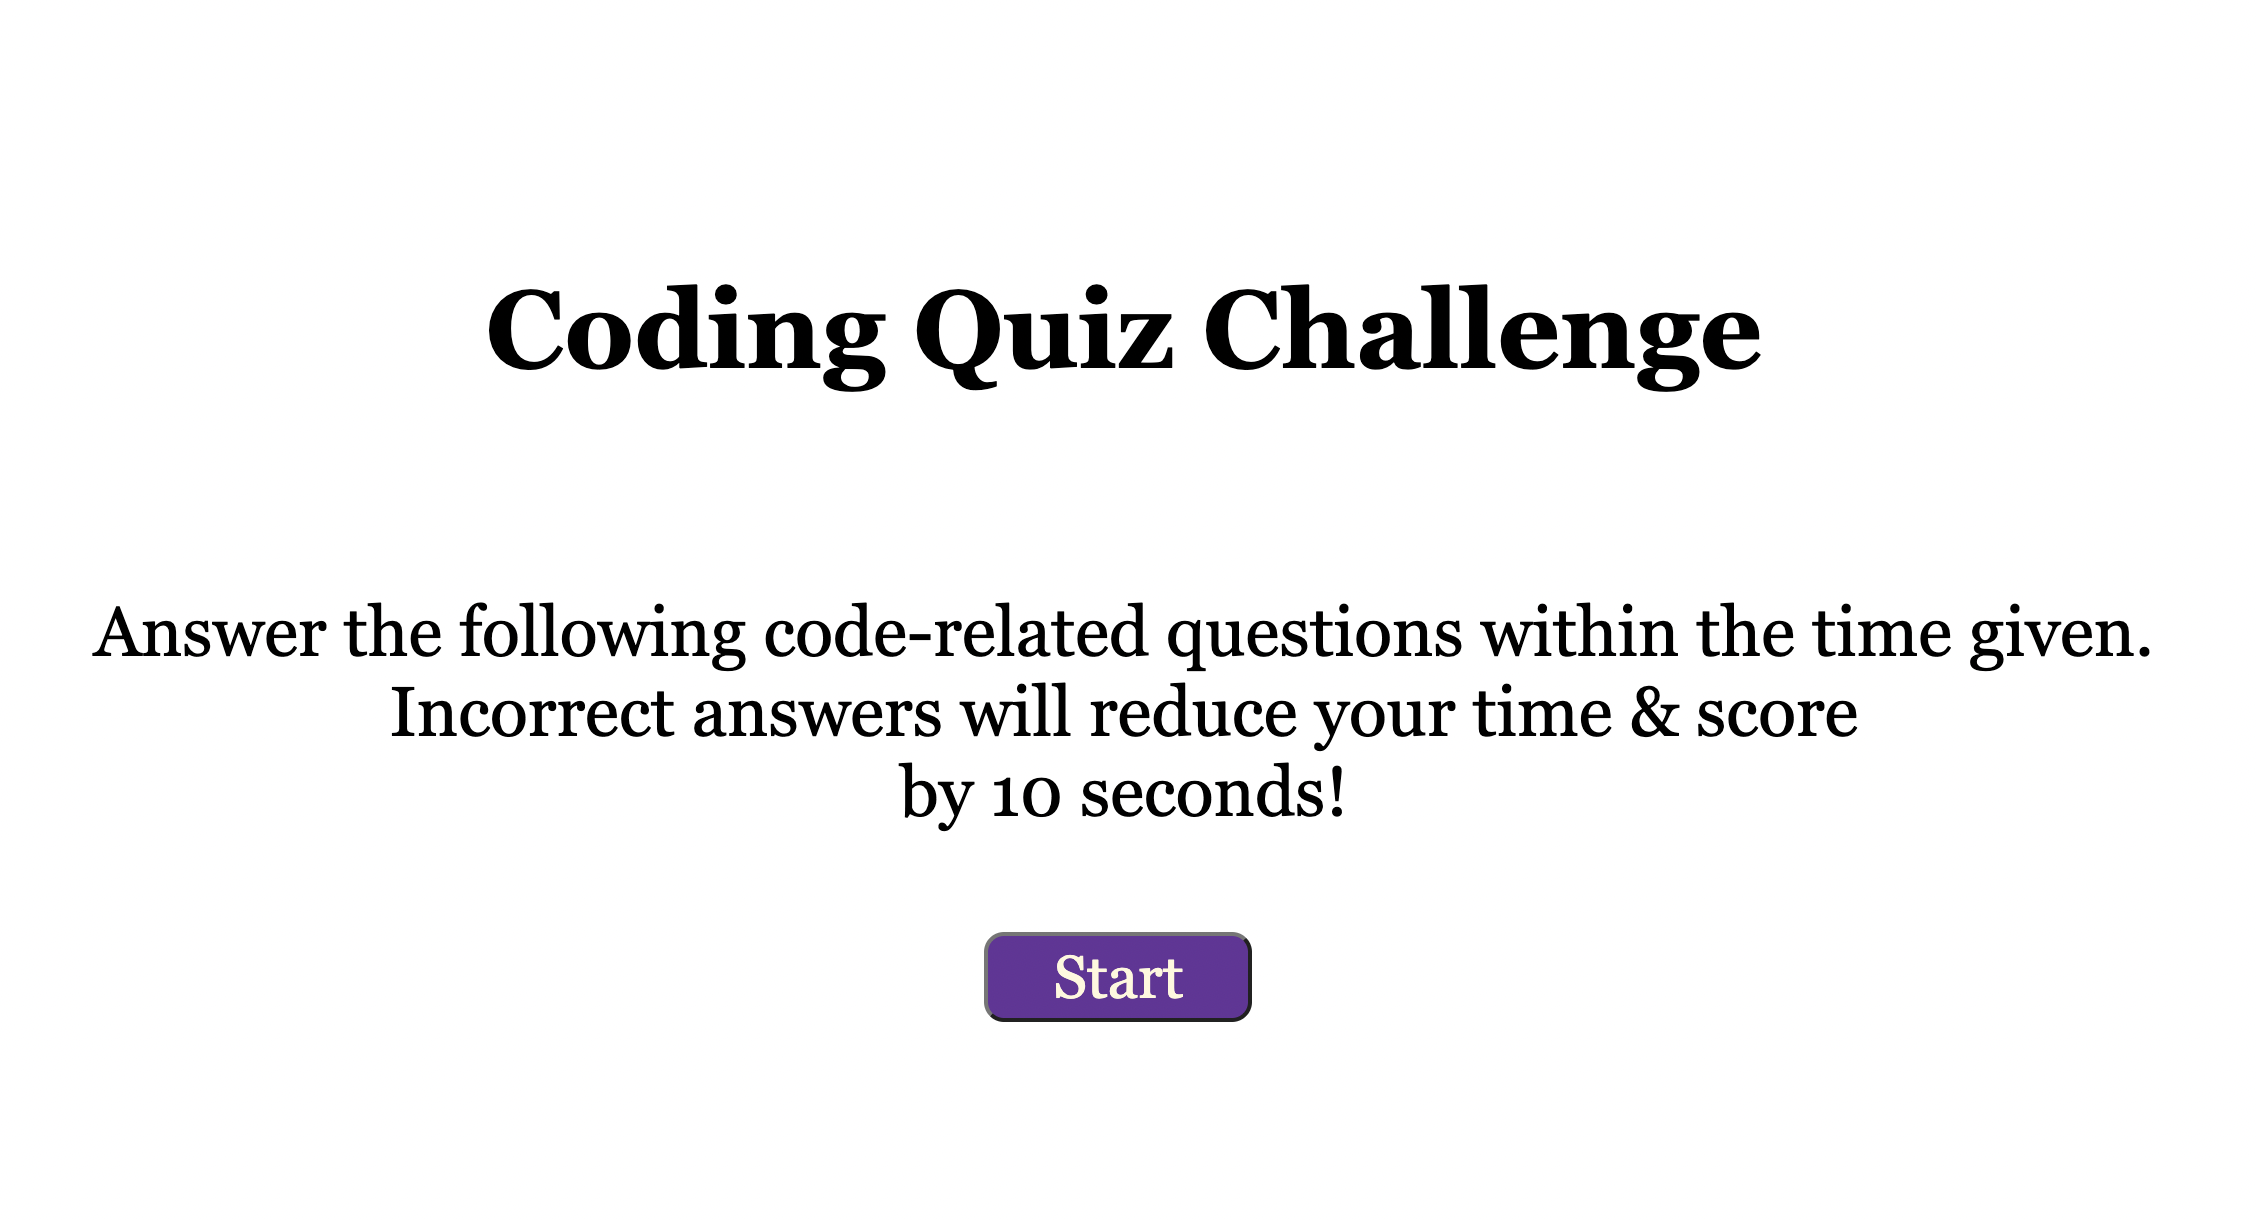 Coding Quiz Challenge
Answer the following code-related questions within the time given.
Incorrect answers will reduce your time & score
by 10 seconds!
Start